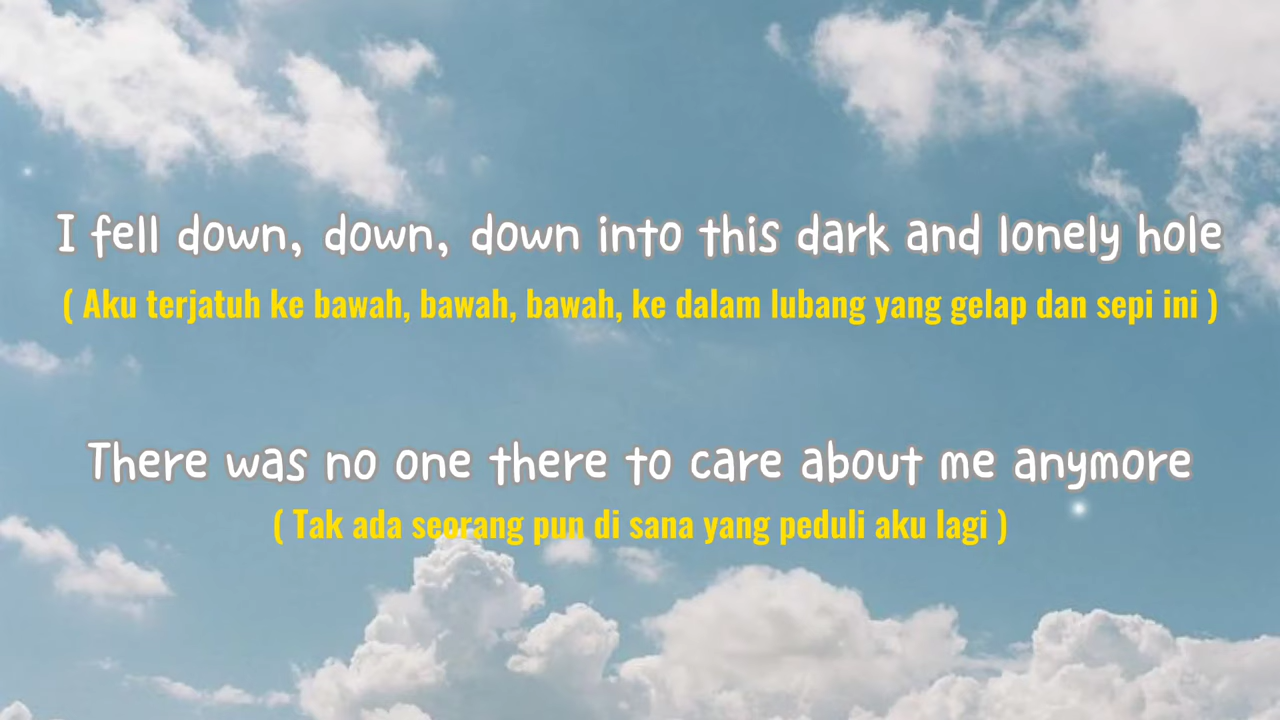 I fell down, down, down into this dark and lonely hole
( Aku terjatuh ke bawah, bawah, bawah, ke dalam lubang yang gelap dan sepi ini )
There was no one there to care about me anymore
( Tak ada seorang pun di sana yang peduli aku lagi )